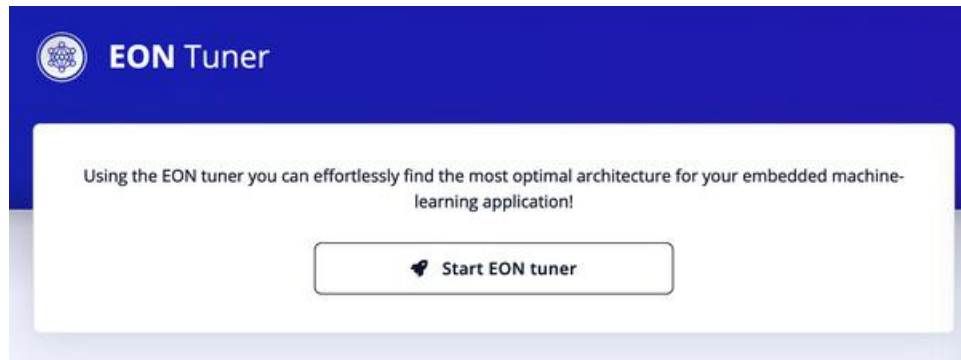 EON Tuner
Using the EON tuner you can effortlessly find the most optimal architecture for your embedded machine-
learning application!
Start EON tuner